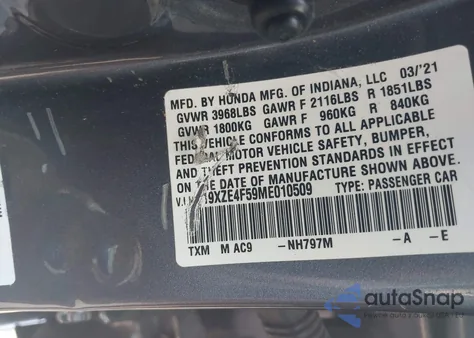 MFD. BY HONDA MFG. OF INDIANA, LLC 03/'21
GVWR 3968LBS GAWR F 2116LBS R 1851LBS
GVWR 1800KG GAWR F 960KG R 840KG
THIS VEHICLE CONFORMS TO ALL APPLICABLE
FEDERAL MOTOR VEHICLE SAFETY, BUMPER,
AND THEFT PREVENTION STANDARDS IN EFFECT
ON THE DATE OF MANUFACTURE SHOWN ABOVE.
19XZE4F59ME010509 TYPE: PASSENGER CAR
TXM M AC9 -NH797M -A -E
autoSnap